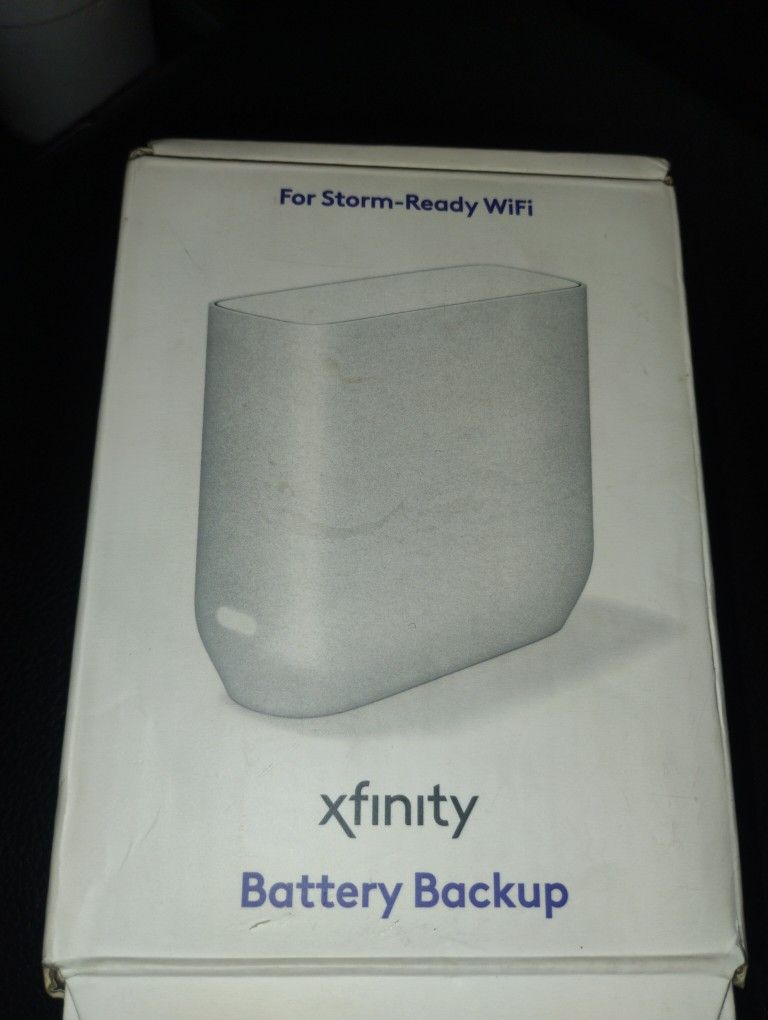 For Storm-Ready WiFi
xfinity
Battery Backup